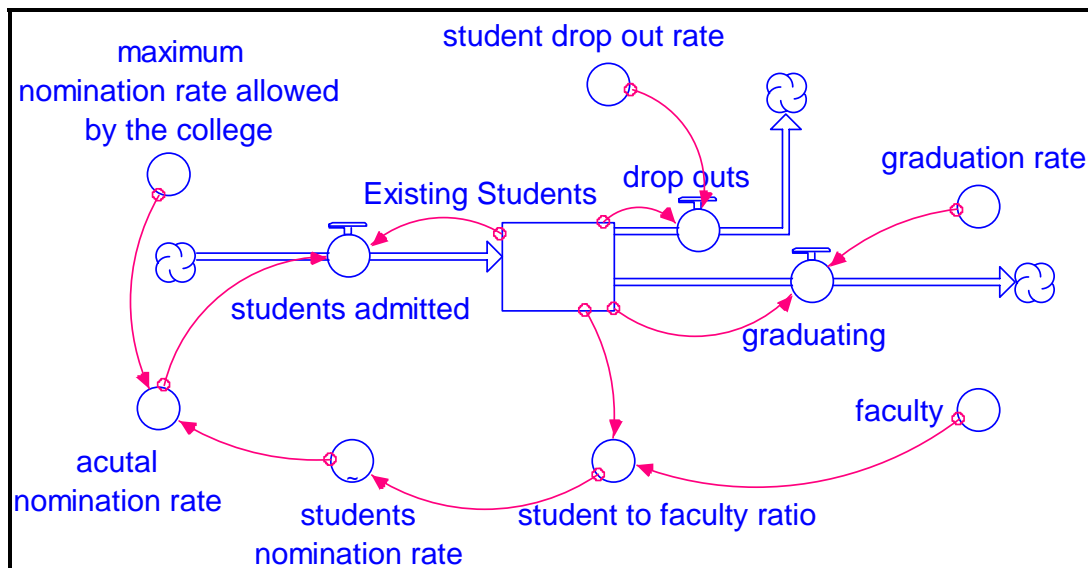 maximum
nomination rate allowed
by the college
student drop out rate
graduation rate
drop outs
Existing Students
students admitted
graduating
faculty
acutal
nomination rate
~
students
nomination rate
student to faculty ratio